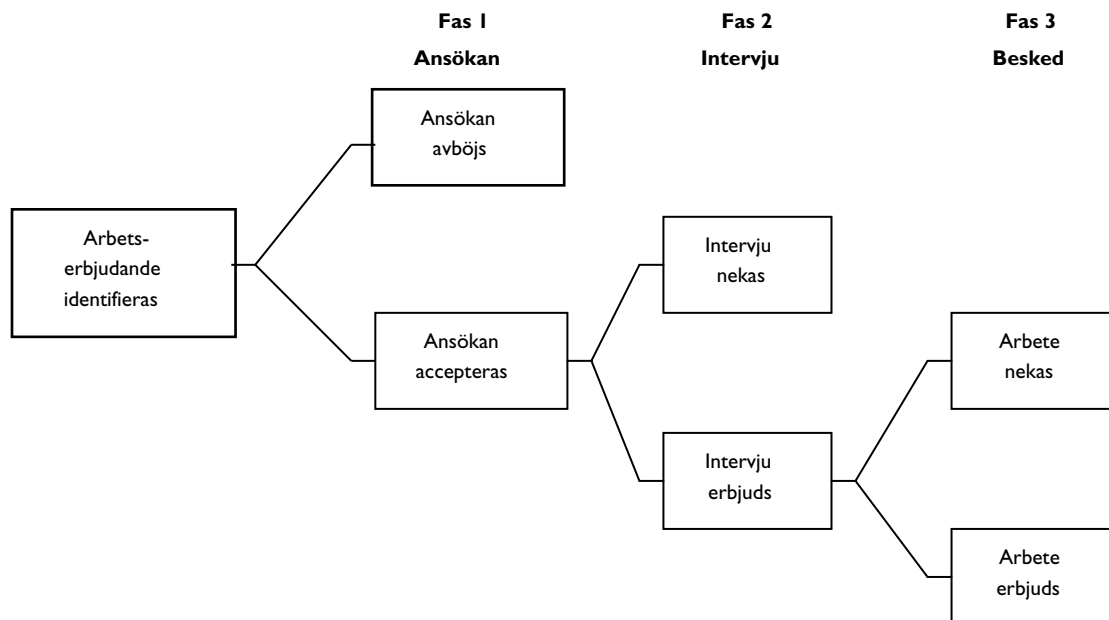 Fas 1
Ansökan
Fas 2
Intervju
Fas 3
Besked
Ansökan
avböjs
Arbets-
erbjudande
identifieras
Intervju
nekas
Ansökan
accepteras
Arbete
nekas
Intervju
erbjuds
Arbete
erbjuds